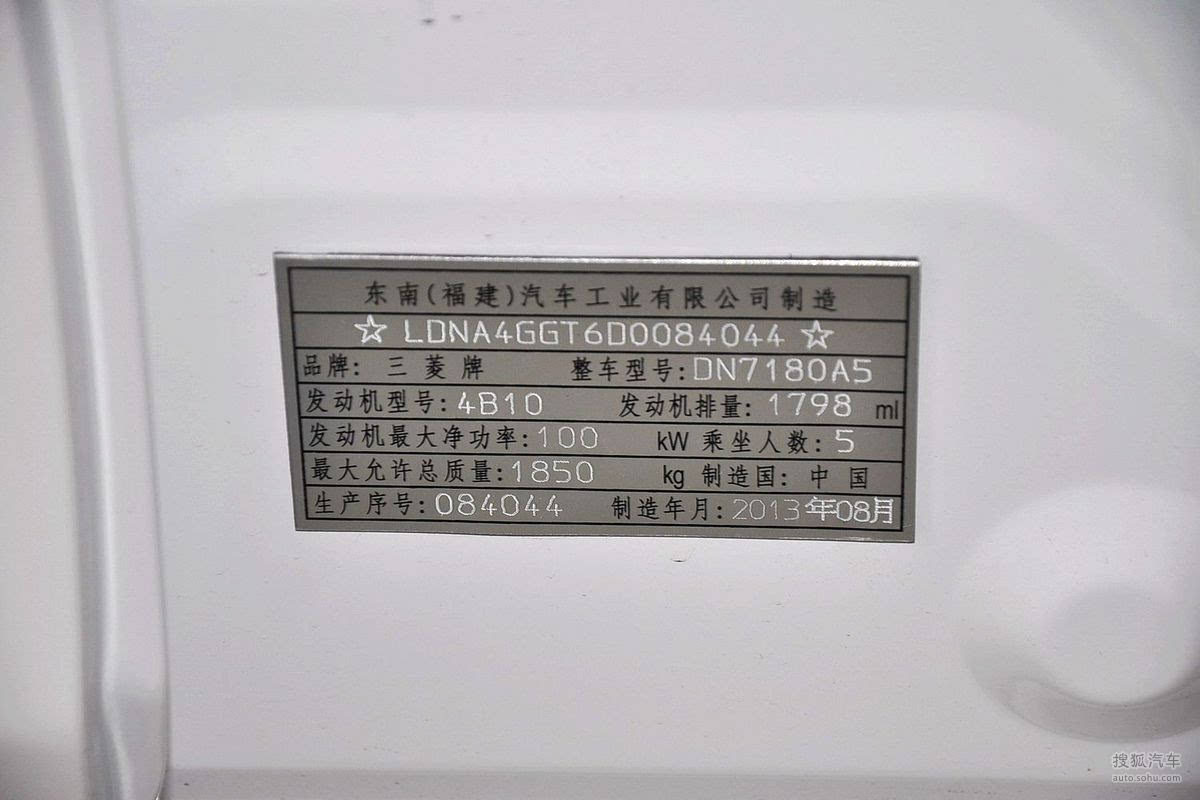 东南(福建)汽车工业有限公司制造
☆ LDNA4GGT6D0084044 ☆
品牌: 三菱牌 整车型号: DN7180A5
发动机型号: 4B10 发动机排量: 1798 ml
发动机最大净功率: 100 kW 乘坐人数: 5
最大允许总质量: 1850 kg 制造国: 中国
生产序号: 084044 制造年月: 2013年08月
搜狐汽车
auto.sohu.com